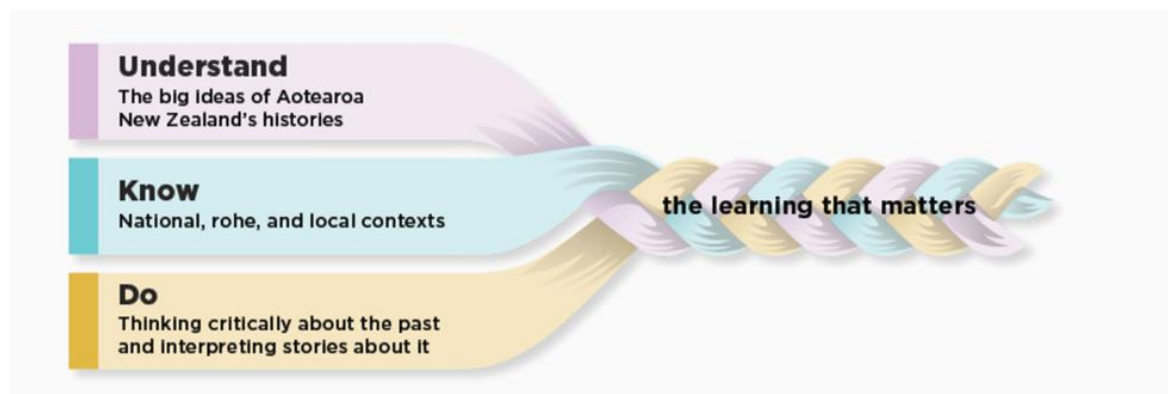 Understand
The big ideas of Aotearoa
New Zealand's histories
Know
National, rohe, and local contexts
Do
Thinking critically about the past
and interpreting stories about it
the learning that matters